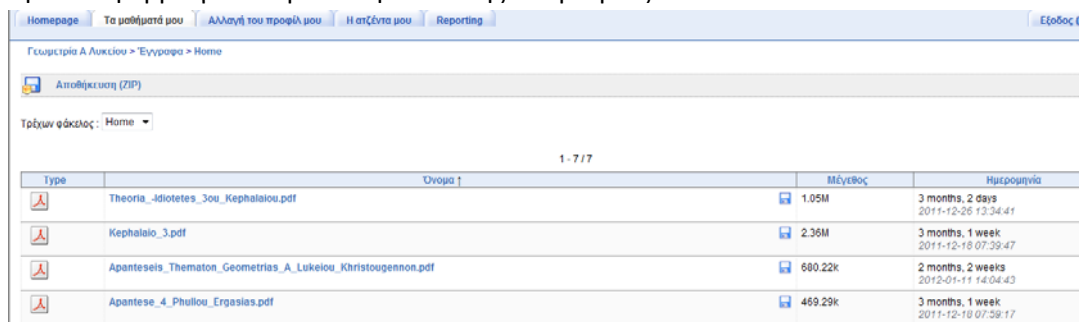 Homepage Τα μαθήματά μου Αλλαγή του προφίλ μου Η ατζέντα μου Reporting Εξοδος (
Γεωμετρία Α Λυκείου > Έγγραφα > Home
Αποθήκευση (ZIP)
Τρέχων φάκελος : Home
1 - 7 / 7
Type Όνομα ↑ Μέγεθος Ημερομηνία
Theoria_-Idiotetes_3ou_Kephalaiou.pdf 1.05M 3 months, 2 days
2011-12-26 13:34:41
Kephalaio_3.pdf 2.36M 3 months, 1 week
2011-12-18 07:39:47
Apanteseis_Thematon_Geometrias_A_Lukeiou_Khristougennon.pdf 680.22k 2 months, 2 weeks
2012-01-11 14:04:43
Apantese_4_Phullou_Ergasias.pdf 469.29k 3 months, 1 week
2011-12-18 07:59:17